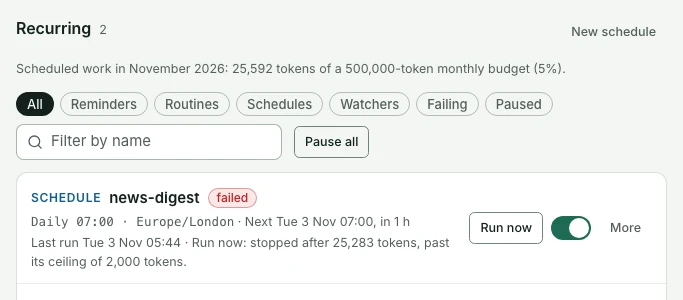 Recurring 2
New schedule
Scheduled work in November 2026: 25,592 tokens of a 500,000-token monthly budget (5%).
All Reminders Routines Schedules Watchers Failing Paused
Filter by name Pause all
SCHEDULE news-digest failed
Daily 07:00 · Europe/London · Next Tue 3 Nov 07:00, in 1 h
Last run Tue 3 Nov 05:44 · Run now: stopped after 25,283 tokens, past
its ceiling of 2,000 tokens.
Run now More